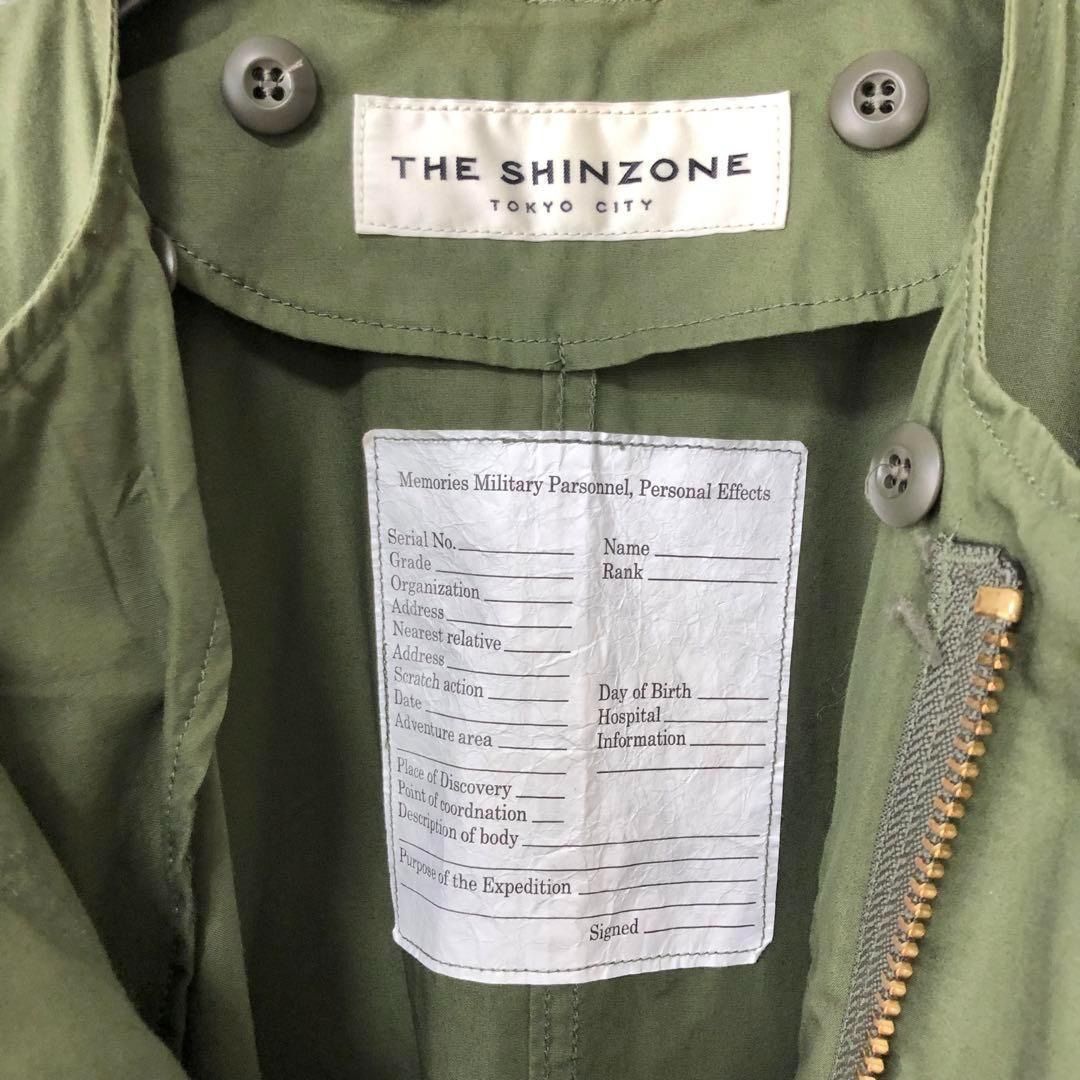 THE SHINZONE
TOKYO CITY
Memories Military Parsonnel, Personal Effects
Serial No.
Grade
Organization
Address
Nearest relative
Address
Scratch action
Date
Adventure area
Name
Rank
Day of Birth
Hospital
Information
Place of Discovery
Point of coordnation
Description of body
Purpose of the Expedition
Signed